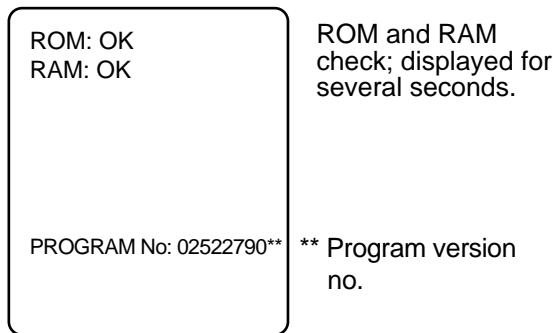 ROM: OK
RAM: OK
ROM and RAM
check; displayed for
several seconds.
PROGRAM No: 02522790**
** Program version
no.